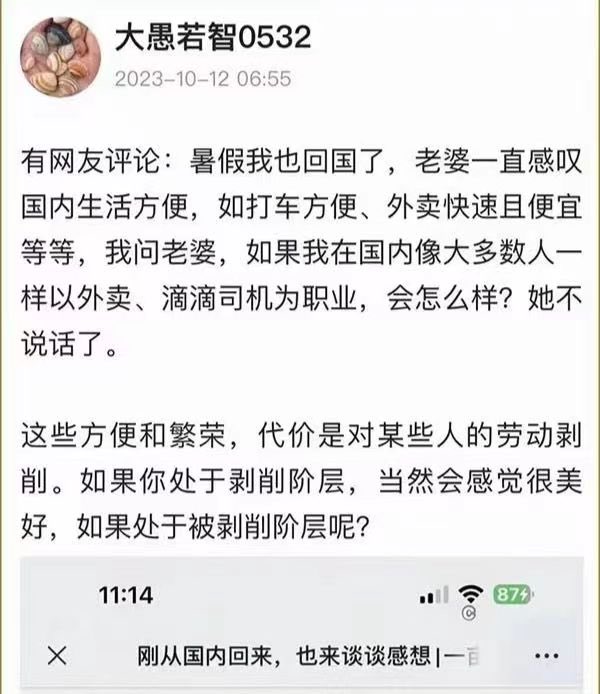 大愚若智0532
2023-10-12 06:55
有网友评论：暑假我也回国了，老婆一直感叹
国内生活方便，如打车方便、外卖快速且便宜
等等，我问老婆，如果我在国内像大多数人一
样以外卖、滴滴司机为职业，会怎么样？她不
说话了。
这些方便和繁荣，代价是对某些人的劳动剥
削。如果你处于剥削阶层，当然会感觉很美
好，如果处于被剥削阶层呢？
11:14
87
刚从国内回来，也来谈谈感想|一